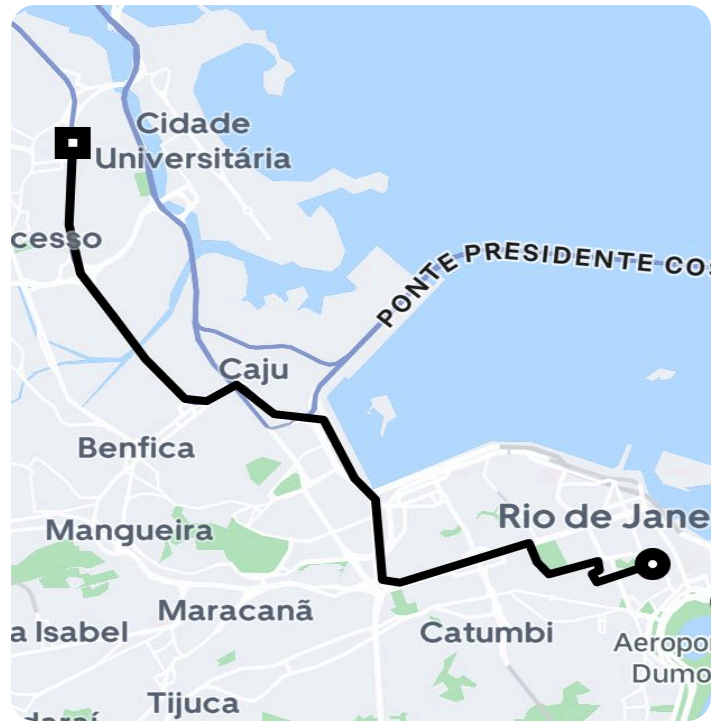 Cidade
Universitária
cesso
PONTE PRESIDENTE COS
Caju
Benfica
Rio de Jane
Mangueira
Maracanã
a Isabel
Catumbi
Aeropor
Dumo
Tijuca